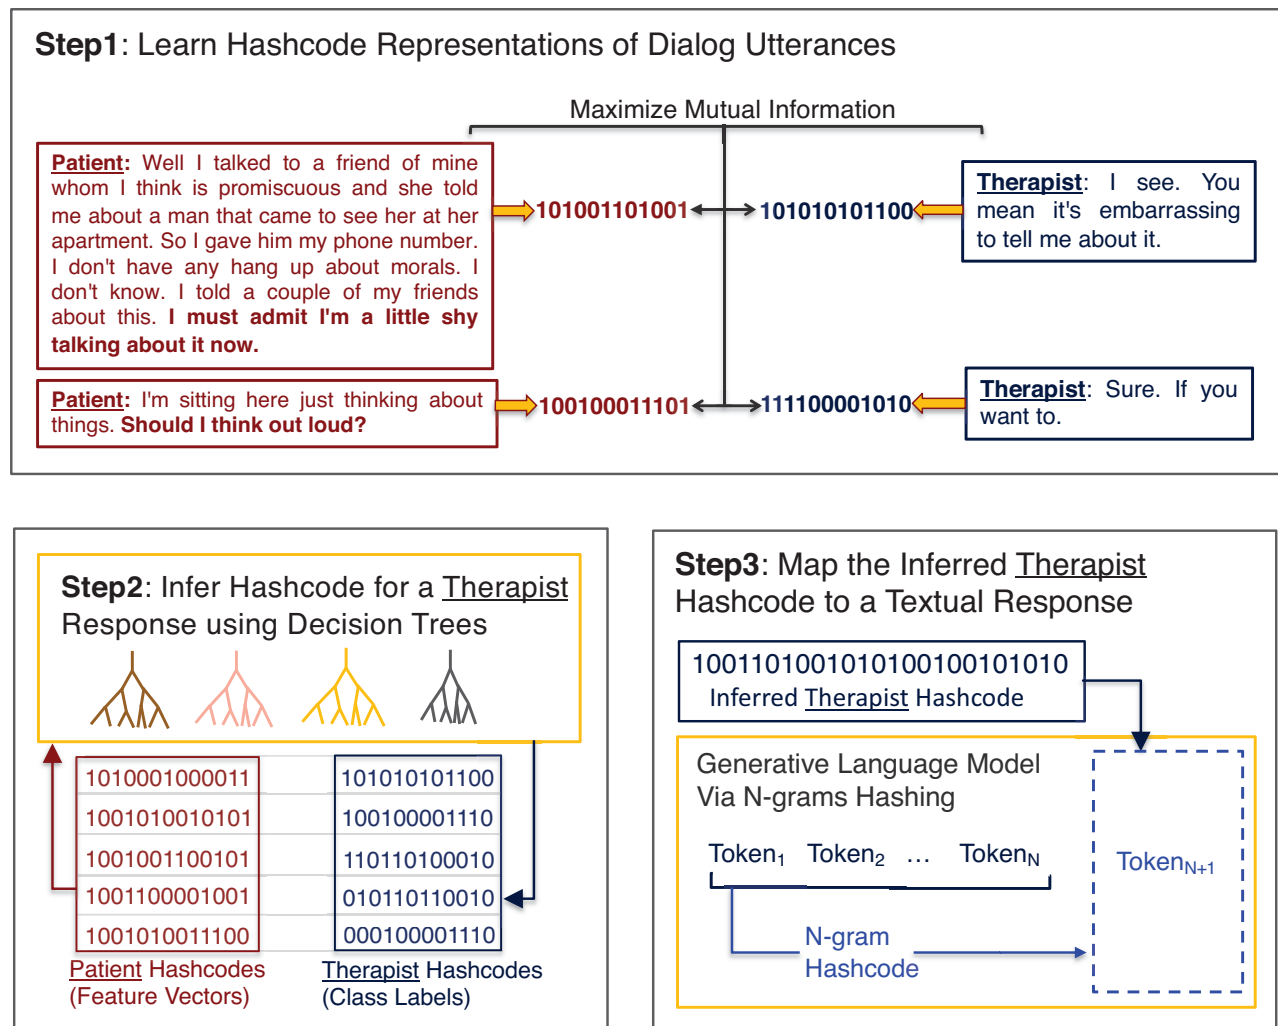 Step1: Learn Hashcode Representations of Dialog Utterances
Maximize Mutual Information
Patient: Well I talked to a friend of mine
whom I think is promiscuous and she told
me about a man that came to see her at her
apartment. So I gave him my phone number.
I don't have any hang up about morals. I
don't know. I told a couple of my friends
about this. I must admit I'm a little shy
talking about it now.
101001101001
101010101100
Therapist: I see. You
mean it's embarrassing
to tell me about it.
Patient: I'm sitting here just thinking about
things. Should I think out loud?
100100011101
111100001010
Therapist: Sure. If you
want to.
Step2: Infer Hashcode for a Therapist
Response using Decision Trees
1010001000011
1001010010101
1001001100101
1001100001001
1001010011100
Patient Hashcodes
(Feature Vectors)
101010101100
100100001110
110110100010
010110110010
000100001110
Therapist Hashcodes
(Class Labels)
Step3: Map the Inferred Therapist
Hashcode to a Textual Response
1001101001010100100101010
Inferred Therapist Hashcode
Generative Language Model
Via N-grams Hashing
Token1 Token2 … TokenN
TokenN+1
N-gram
Hashcode